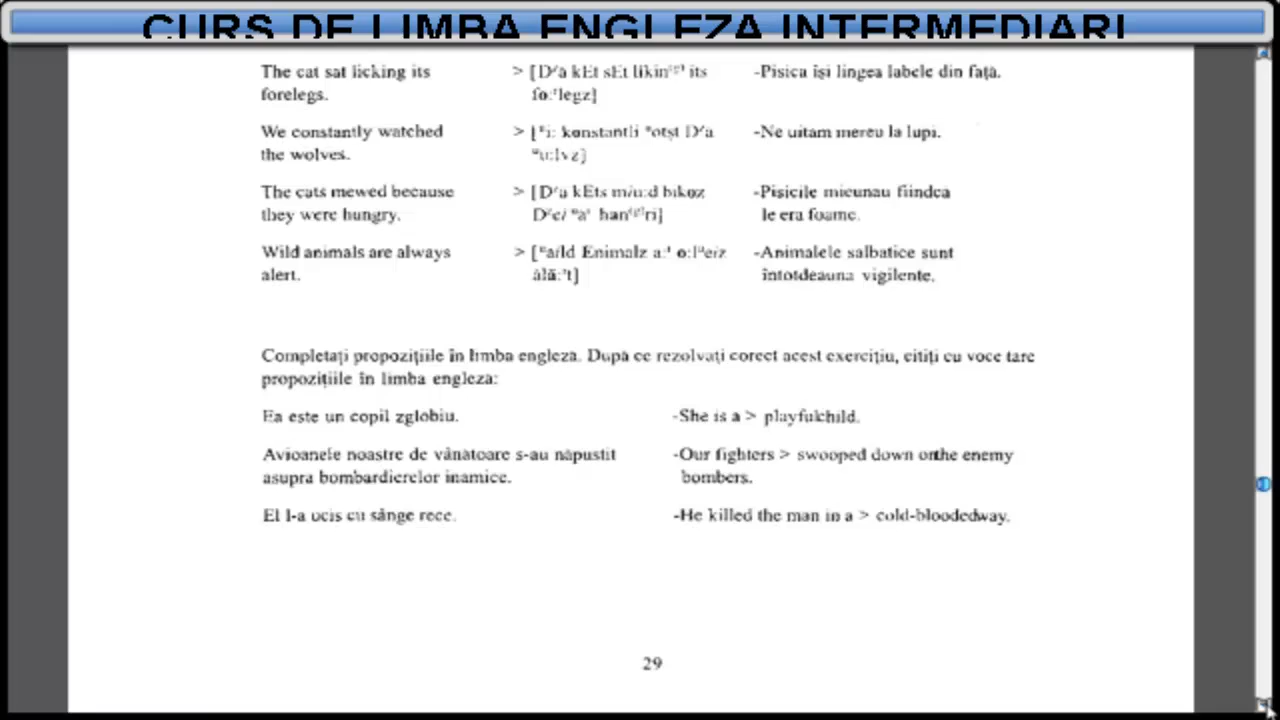 CURS DE LIMBA ENGLEZA INTERMEDIARI
The cat sat licking its > its -Pisica își lingea labele din față.
forelegs.
We constantly watched > -Ne uitam mereu la lupi.
the wolves.
The cats mewed because > -Pisicile mieunau fiindcă
they were hungry. le era foame.
Wild animals are always > -Animalele sălbatice sunt
alert. întotdeauna vigilente.
Completați propozițiile în limba engleză. După ce rezolvați corect acest exercițiu, citiți cu voce tare
propozițiile în limba engleză:
Ea este un copil zglobiu. -She is a > playfulchild.
Avioanele noastre de vânătoare s-au năpustit -Our fighters > swooped down onthe enemy
asupra bombardierelor inamice. bombers.
El l-a ucis cu sânge rece. -He killed the man in a > cold-bloodedway.
29